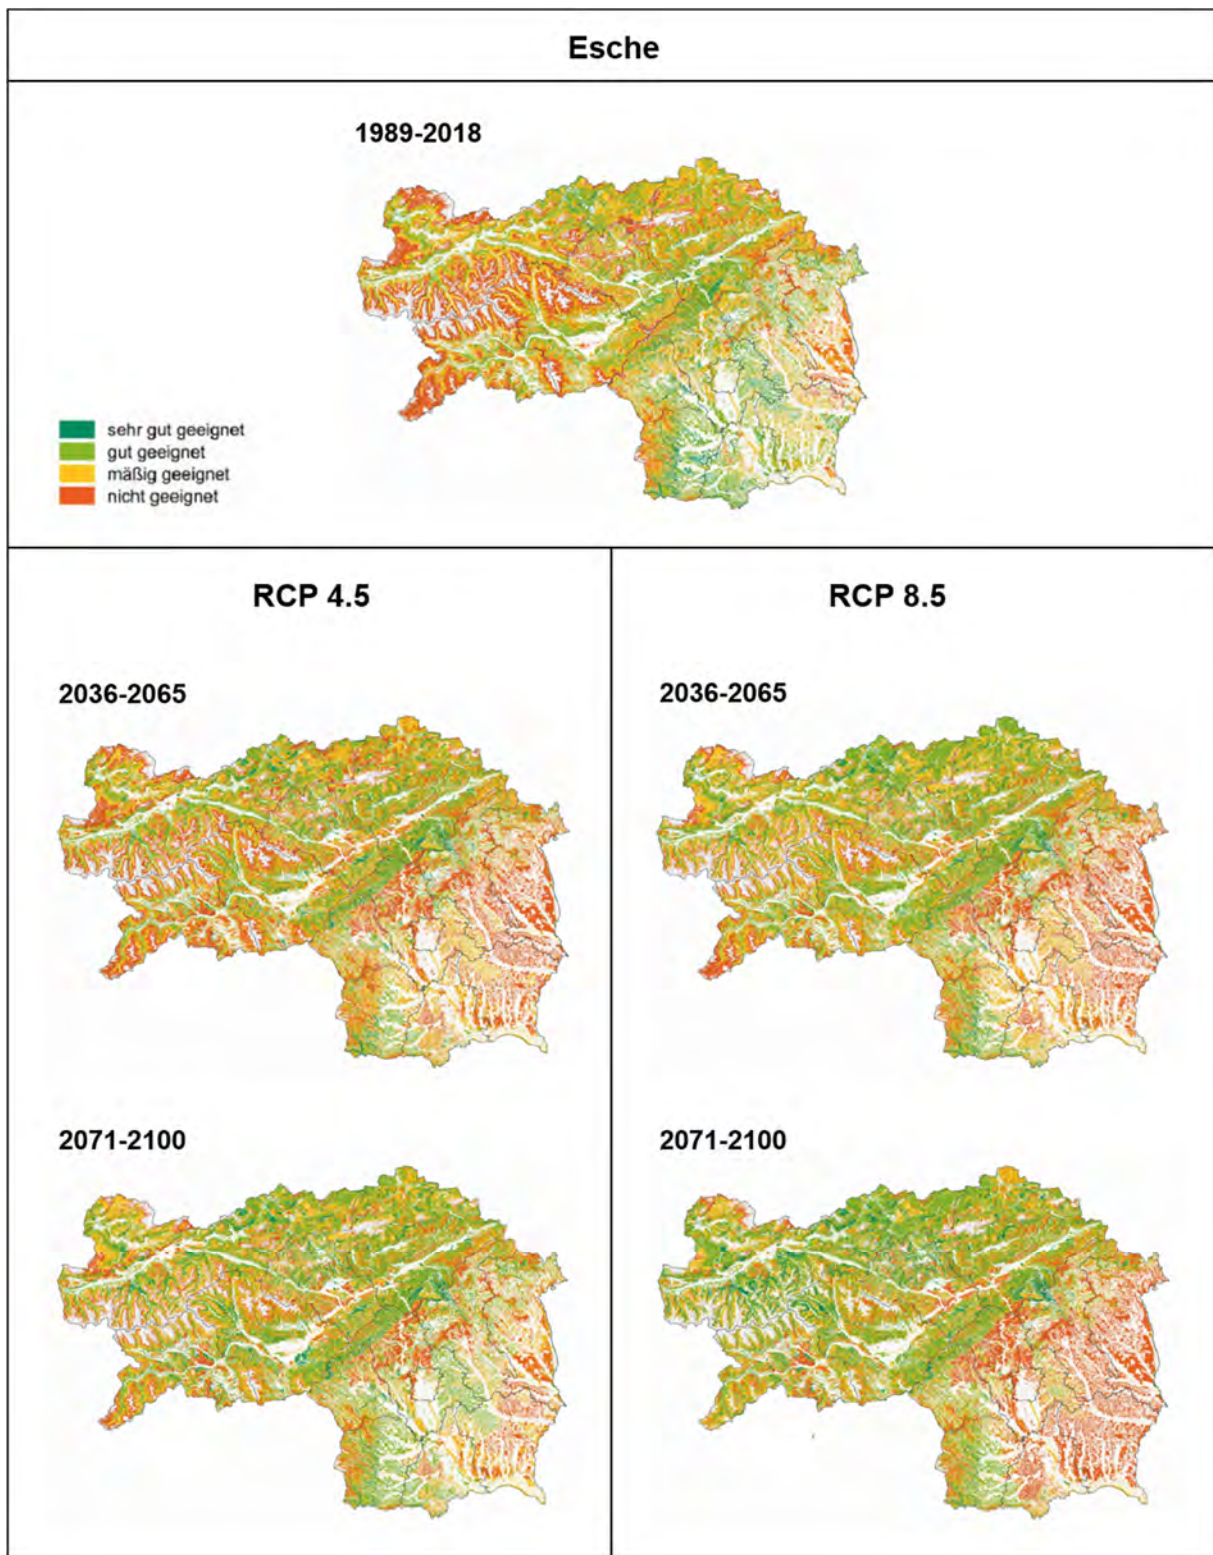 Esche
1989-2018
sehr gut geeignet
gut geeignet
mäßig geeignet
nicht geeignet
RCP 4.5
RCP 8.5
2036-2065
2036-2065
2071-2100
2071-2100